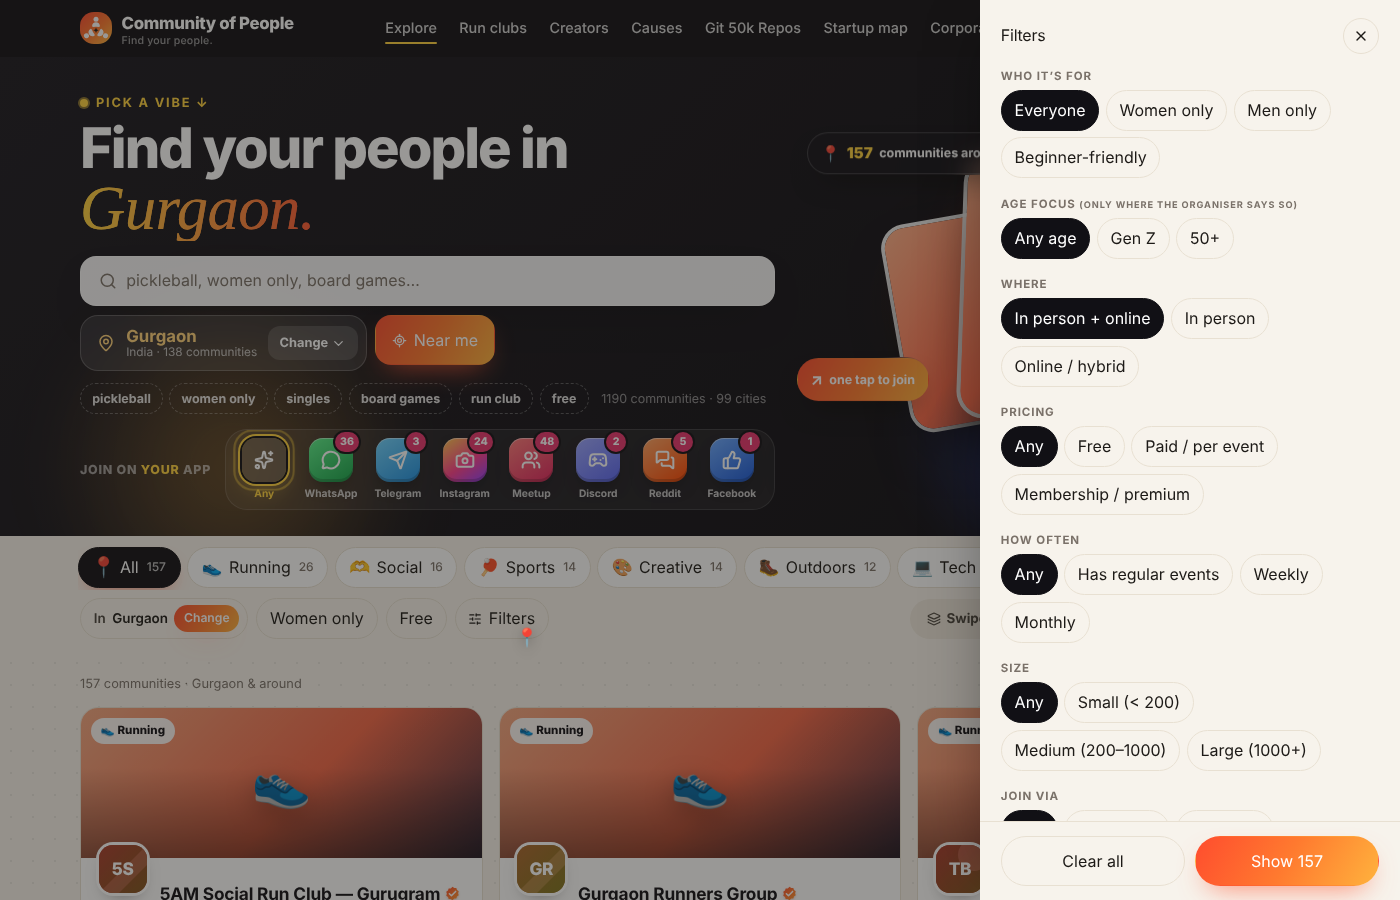 Community of People
Find your people.
Explore
Run clubs
Creators
Causes
Git 50k Repos
Startup map
PICK A VIBE ↓
Find your people in
Gurgaon.
157 communities
pickleball, women only, board games...
Gurgaon
India · 138 communities
Change
Near me
one tap to join
pickleball
women only
singles
board games
run club
free
1190 communities · 99 cities
JOIN ON YOUR APP
Any
36
WhatsApp
3
Telegram
24
Instagram
48
Meetup
2
Discord
5
Reddit
1
Facebook
All 157
Running 26
Social 16
Sports 14
Creative 14
Outdoors 12
Tech
In Gurgaon Change
Women only
Free
Filters
157 communities · Gurgaon & around
Running
5S
5AM Social Run Club — Gurugram
Running
GR
Gurgaon Runners Group
TB
Filters
WHO IT'S FOR
Everyone
Women only
Men only
Beginner-friendly
AGE FOCUS (ONLY WHERE THE ORGANISER SAYS SO)
Any age
Gen Z
50+
WHERE
In person + online
In person
Online / hybrid
PRICING
Any
Free
Paid / per event
Membership / premium
HOW OFTEN
Any
Has regular events
Weekly
Monthly
SIZE
Any
Small (< 200)
Medium (200–1000)
Large (1000+)
JOIN VIA
Clear all
Show 157